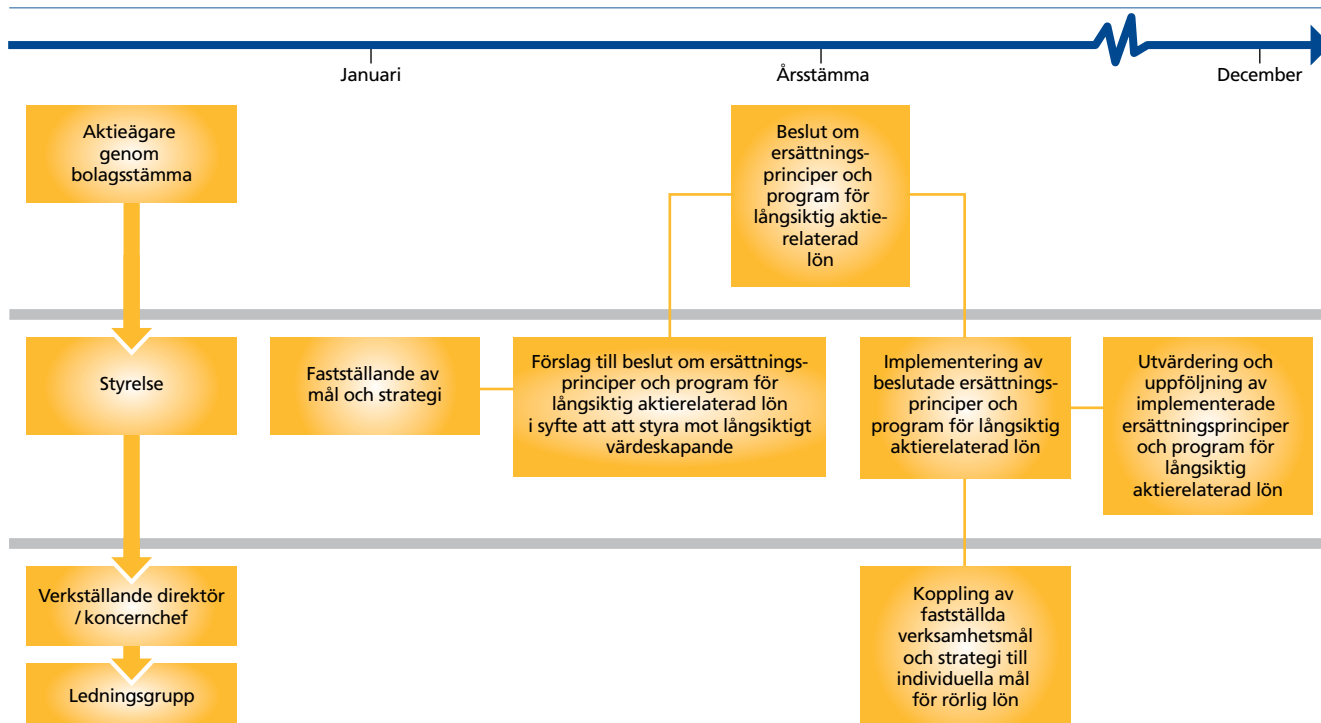 Januari
Årsstämma
December
Aktieägare
genom
bolagsstämma
Beslut om
ersättnings-
principer och
program för
långsiktig aktie-
relaterad
lön
Styrelse
Fastställande av
mål och strategi
Förslag till beslut om ersättnings-
principer och program för
långsiktig aktierelaterad lön
i syfte att att styra mot långsiktigt
värdeskapande
Implementering av
beslutade ersättnings-
principer och
program för långsiktig
aktierelaterad lön
Utvärdering och
uppföljning av
implementerade
ersättningsprinciper
och program för
långsiktig
aktierelaterad lön
Verkställande direktör
/ koncernchef
Ledningsgrupp
Koppling av
fastställda
verksamhetsmål
och strategi till
individuella mål
för rörlig lön